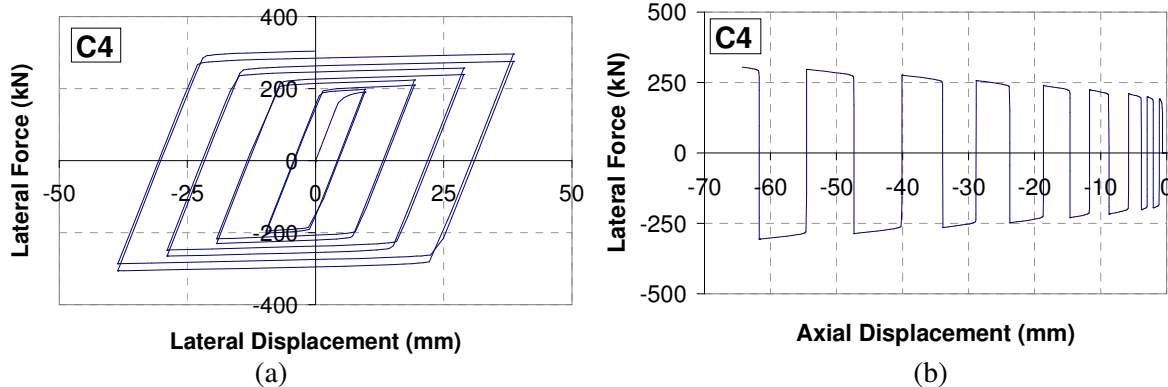 C4
Lateral Force (kN)
400
200
0
-200
-400
-50
-25
0
25
50
Lateral Displacement (mm)
(a)
C4
Lateral Force (kN)
500
250
0
-250
-500
-70
-60
-50
-40
-30
-20
-10
0
Axial Displacement (mm)
(b)